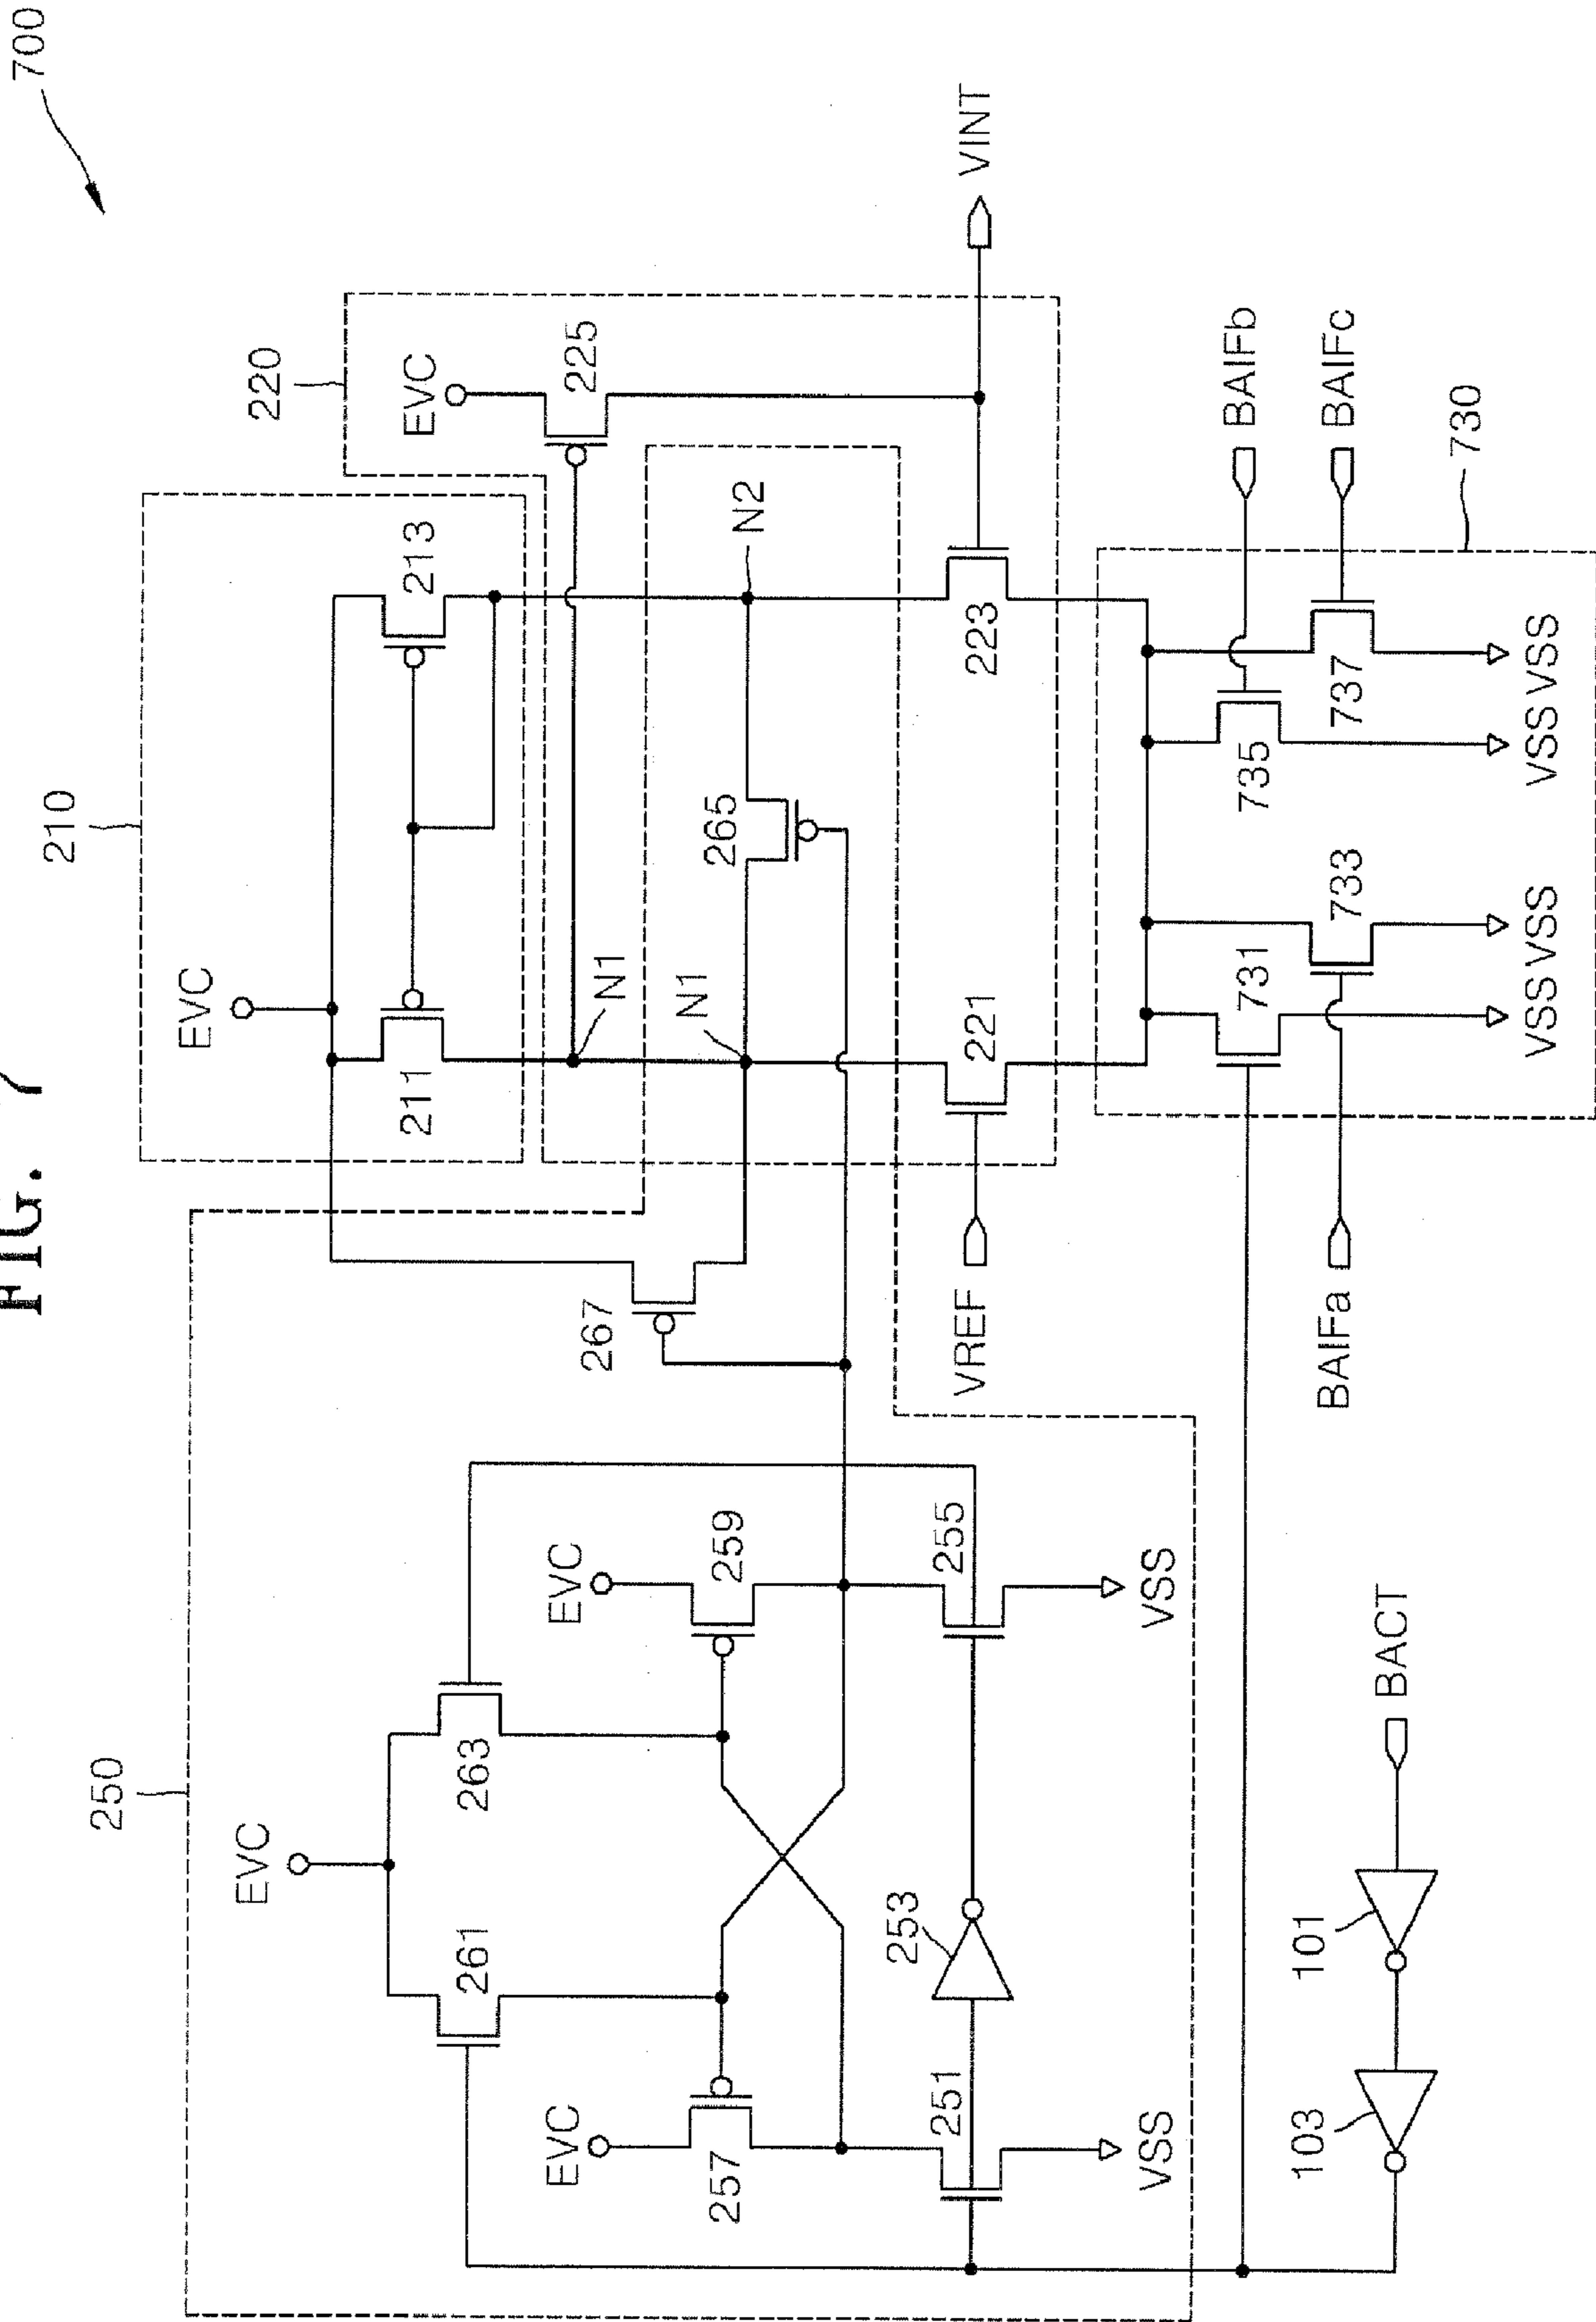 FIG. 7
700
210
EVC
211
213
220
EVC
225
N1
N1
N2
265
267
221
223
VREF
VINT
250
EVC
261
263
EVC
257
EVC
259
251
253
255
VSS
VSS
BAIFa
BAIFb
BAIFc
730
731
733
735
737
VSS
VSS
VSS
VSS
103
101
BACT